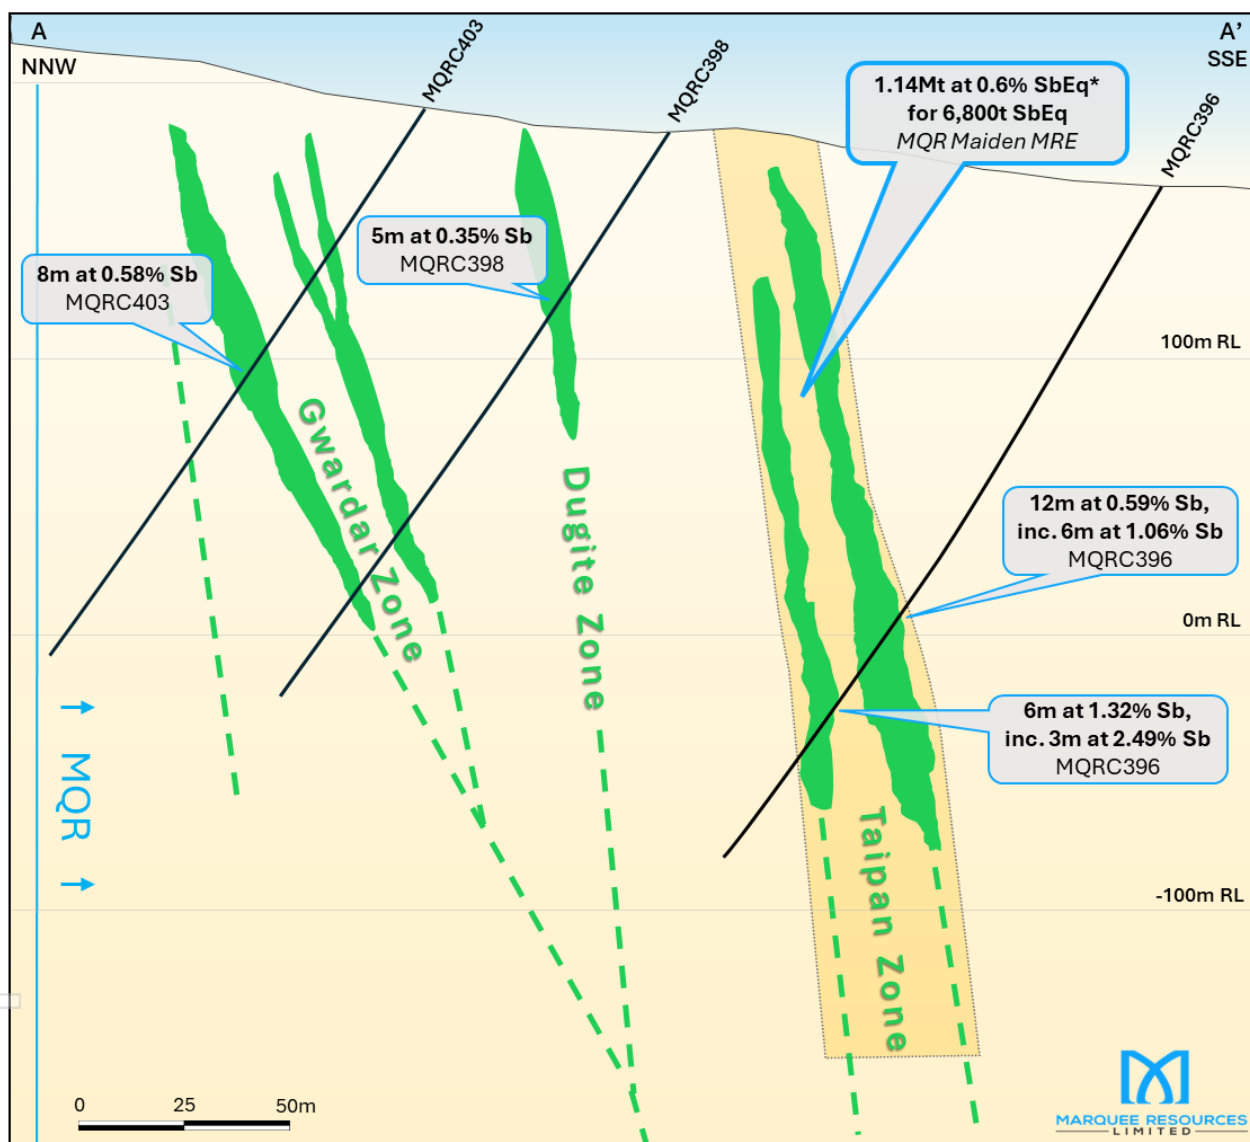 A
NNW
MQRC403
MQRC398
A'
SSE
1.14Mt at 0.6% SbEq*
for 6,800t SbEq
MQR Maiden MRE
MQRC396
5m at 0.35% Sb
MQRC398
8m at 0.58% Sb
MQRC403
100m RL
Gwardar Zone
Dugite Zone
12m at 0.59% Sb,
inc. 6m at 1.06% Sb
MQRC396
0m RL
6m at 1.32% Sb,
inc. 3m at 2.49% Sb
MQRC396
MQR
Taipan Zone
-100m RL
0 25 50m
MARQUEE RESOURCES
LIMITED